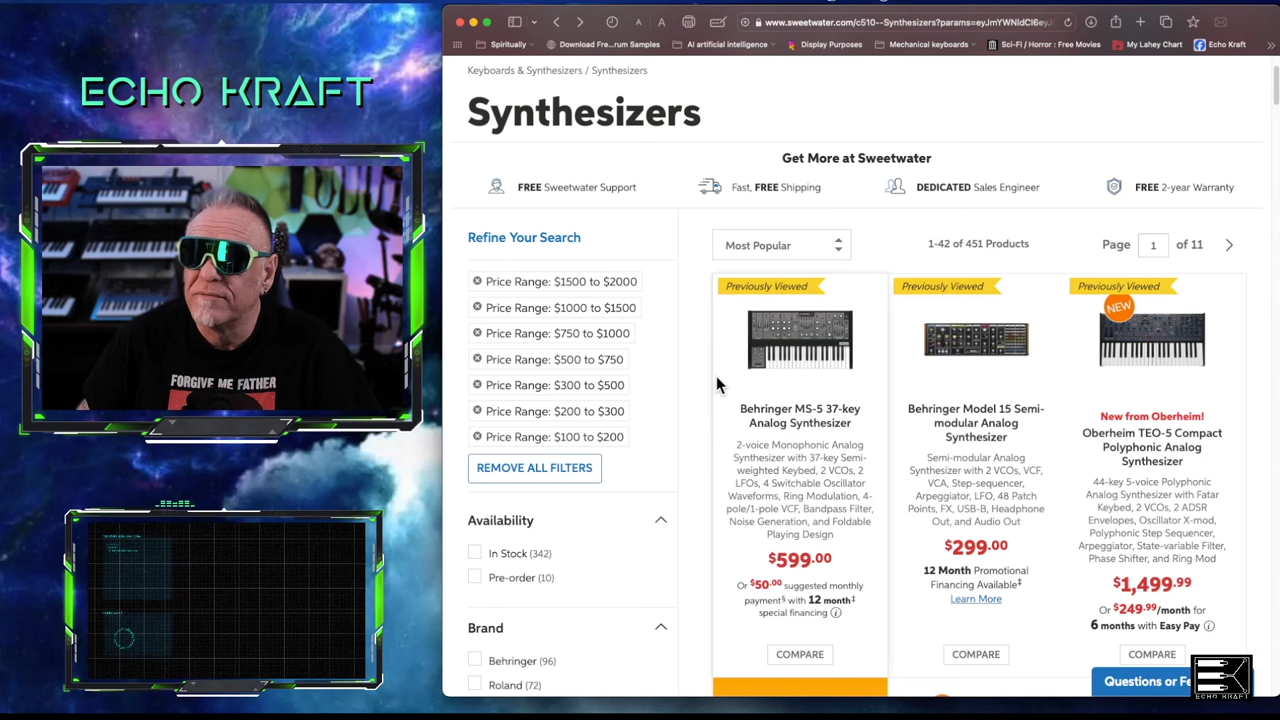 ECHO KRAFT
FORGIVE ME FATHER
www.sweetwater.com/c510--Synthesizers?params=eyJmYWNldCI6eyJ
Spiritually
Download Fre...rum Samples
AI artificial intelligence
Display Purposes
Mechanical keyboards
Sci-Fi / Horror : Free Movies
My Lahey Chart
Echo Kraft
Keyboards & Synthesizers / Synthesizers
Synthesizers
Get More at Sweetwater
FREE Sweetwater Support
Fast, FREE Shipping
DEDICATED Sales Engineer
FREE 2-year Warranty
Refine Your Search
Price Range: $1500 to $2000
Price Range: $1000 to $1500
Price Range: $750 to $1000
Price Range: $500 to $750
Price Range: $300 to $500
Price Range: $200 to $300
Price Range: $100 to $200
REMOVE ALL FILTERS
Availability
In Stock (342)
Pre-order (10)
Brand
Behringer (96)
Roland (72)
Most Popular
1-42 of 451 Products
Page 1 of 11
Previously Viewed
Behringer MS-5 37-key
Analog Synthesizer
2-voice Monophonic Analog
Synthesizer with 37-key Semi-
weighted Keybed, 2 VCOs, 2
LFOs, 4 Switchable Oscillator
Waveforms, Ring Modulation, 4-
pole/1-pole VCF, Bandpass Filter,
Noise Generation, and Foldable
Playing Design
$599.00
Or $50.00 suggested monthly
payment§ with 12 month‡
special financing
COMPARE
Previously Viewed
Behringer Model 15 Semi-
modular Analog
Synthesizer
Semi-modular Analog
Synthesizer with 2 VCOs, VCF,
VCA, Step-sequencer,
Arpeggiator, LFO, 48 Patch
Points, FX, USB-B, Headphone
Out, and Audio Out
$299.00
12 Month Promotional
Financing Available‡
Learn More
COMPARE
Previously Viewed
NEW
New from Oberheim!
Oberheim TEO-5 Compact
Polyphonic Analog
Synthesizer
44-key 5-voice Polyphonic
Analog Synthesizer with Fatar
Keybed, 2 VCOs, 2 ADSR
Envelopes, Oscillator X-mod,
Polyphonic Step Sequencer,
Arpeggiator, State-variable Filter,
Phase Shifter, and Ring Mod
$1,499.99
Or $249.99/month for
6 months with Easy Pay
COMPARE
Questions or Fe
ECHO KRAFT